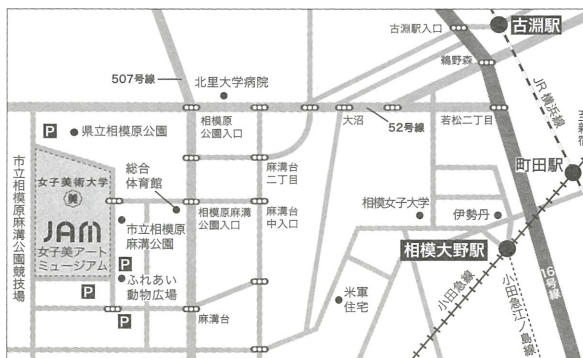 古淵駅入口
古淵駅
鵜野森
507号線
北里大学病院
JR横浜線
至新宿
P
県立相模原公園
相模原
公園入口
大沼
52号線
若松二丁目
町田駅
市立相模原麻溝公園競技場
女子美術大学
美
JAM
女子美アート
ミュージアム
総合
体育館
麻溝台
二丁目
相模原麻溝
公園入口
麻溝台
中入口
相模女子大学
伊勢丹
市立相模原
麻溝公園
相模大野駅
P
ふれあい
動物広場
P
P
麻溝台
米軍
住宅
小田急線
小田急江ノ島線
16号線